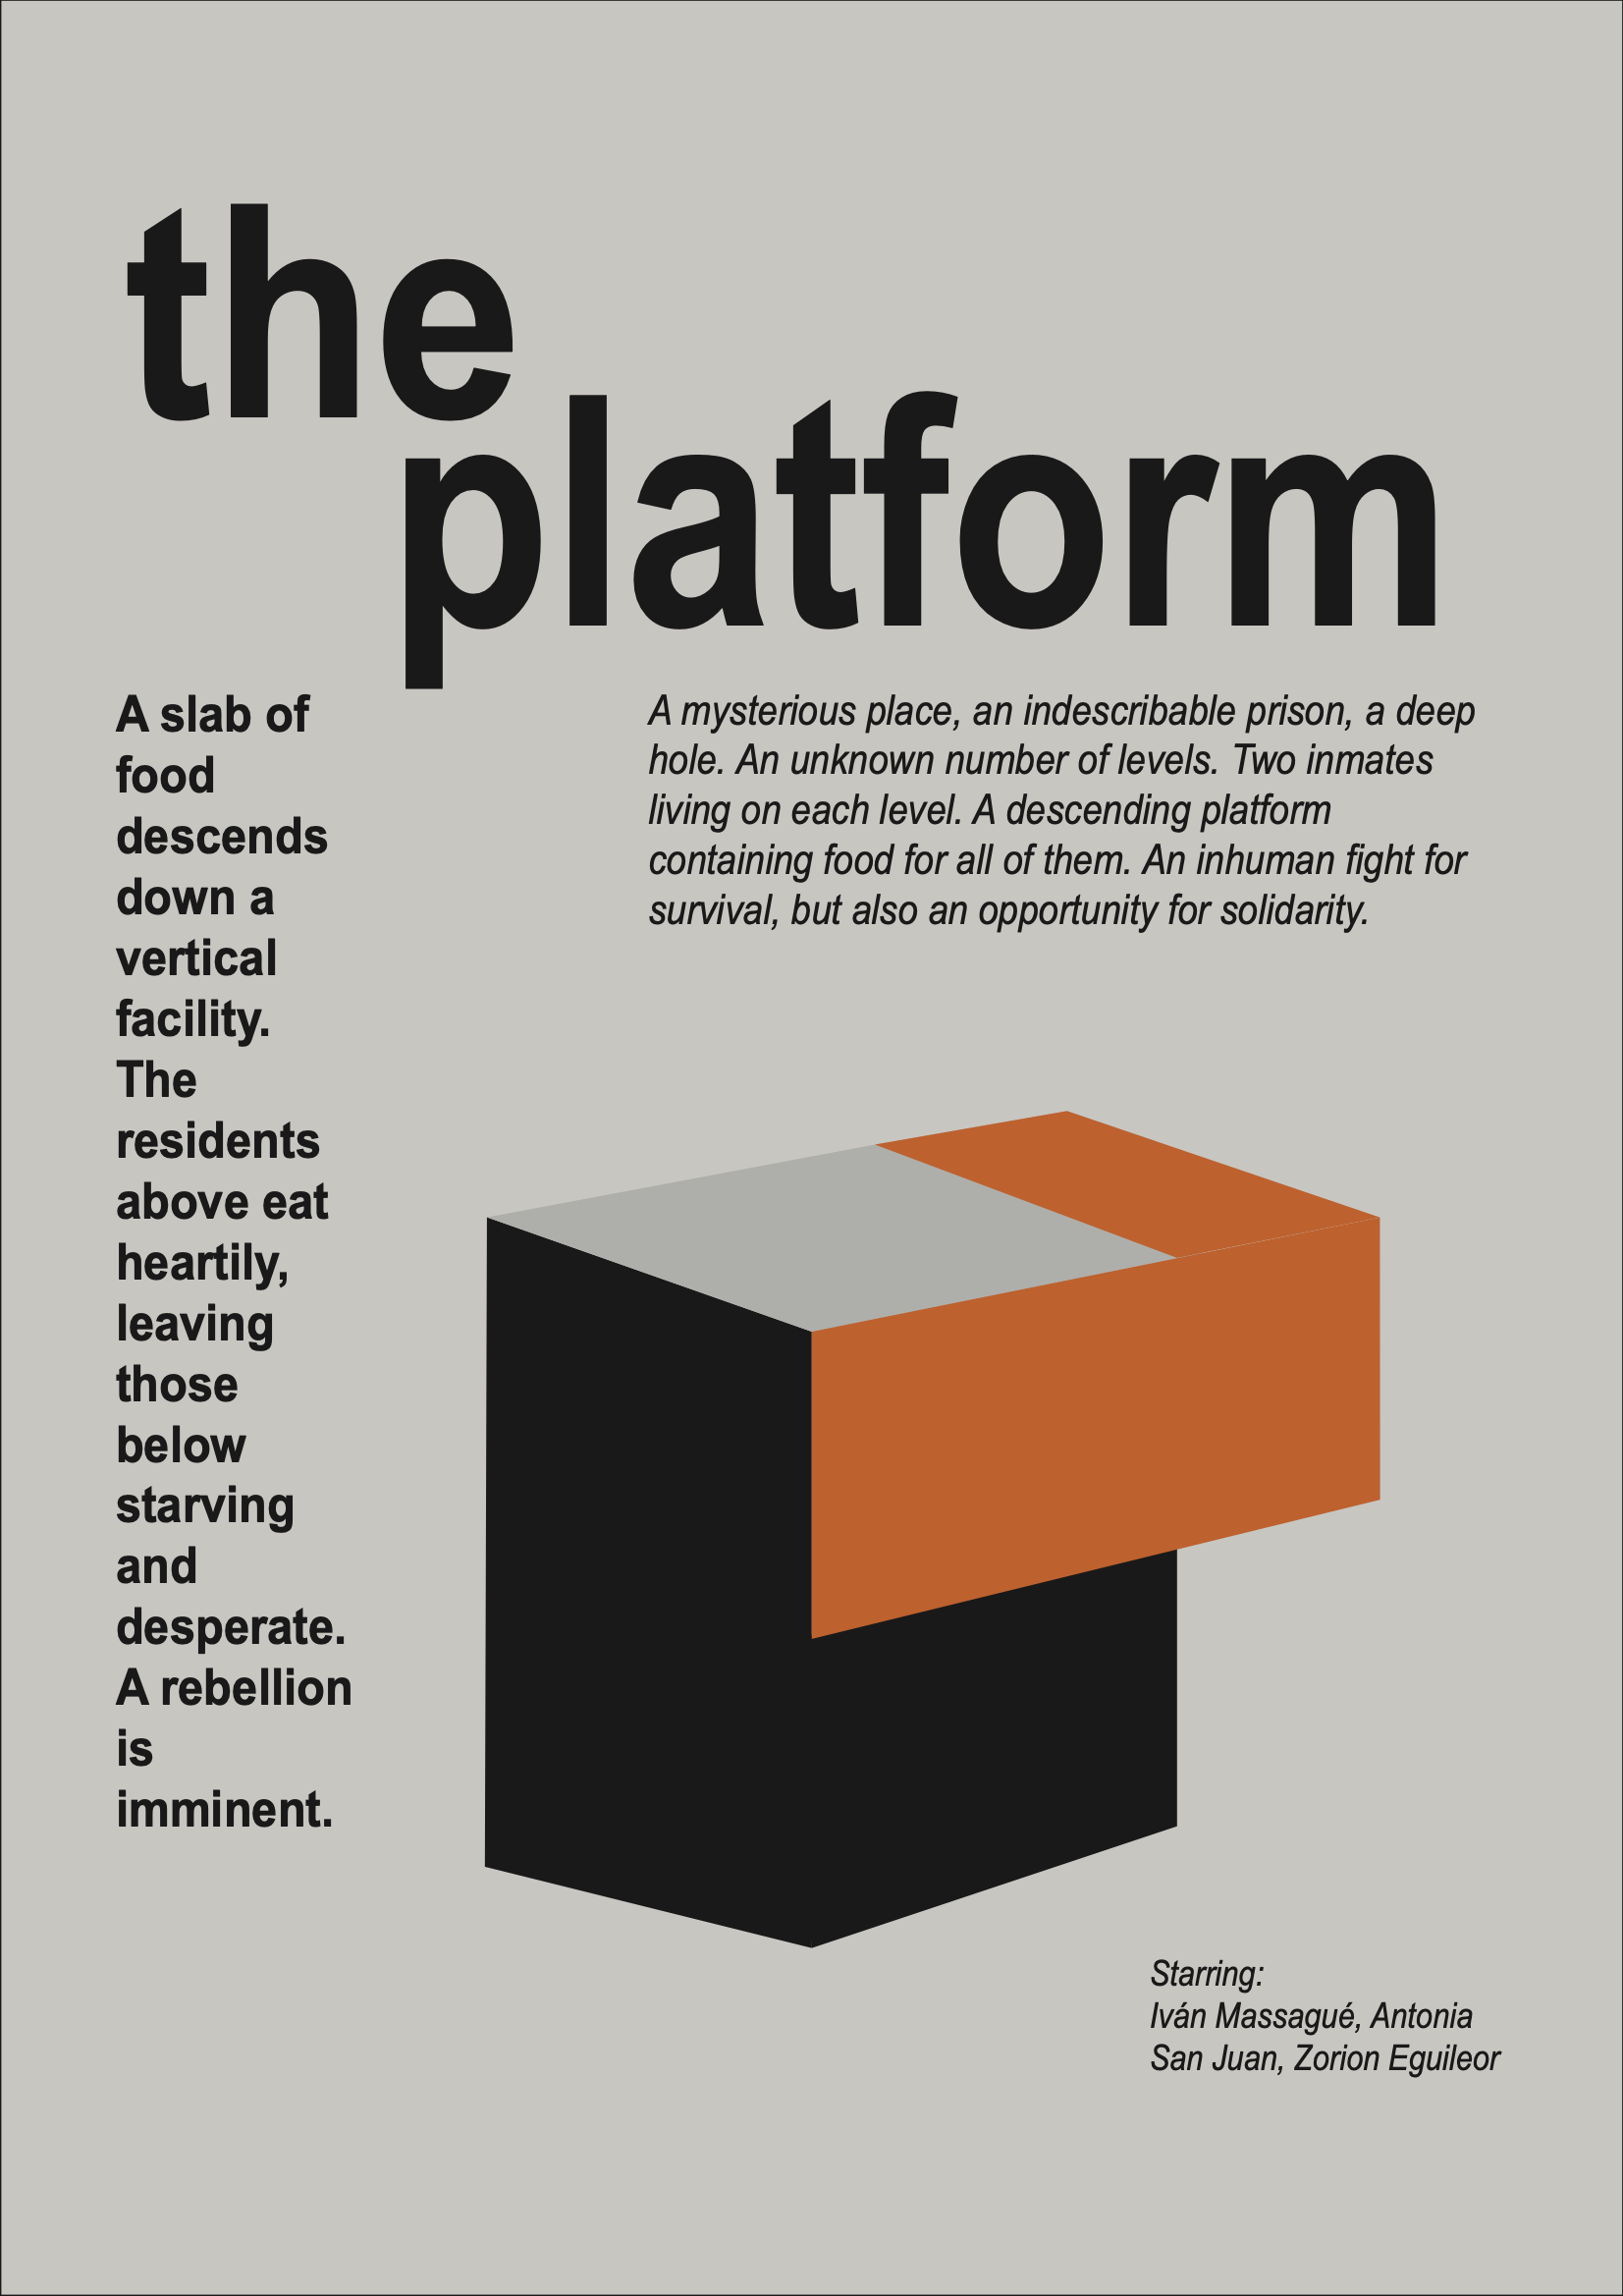 the
platform
A slab of
food
descends
down a
vertical
facility.
The
residents
above eat
heartily,
leaving
those
below
starving
and
desperate.
A rebellion
is
imminent.
A mysterious place, an indescribable prison, a deep
hole. An unknown number of levels. Two inmates
living on each level. A descending platform
containing food for all of them. An inhuman fight for
survival, but also an opportunity for solidarity.
Starring:
Iván Massagué, Antonia
San Juan, Zorion Eguileor